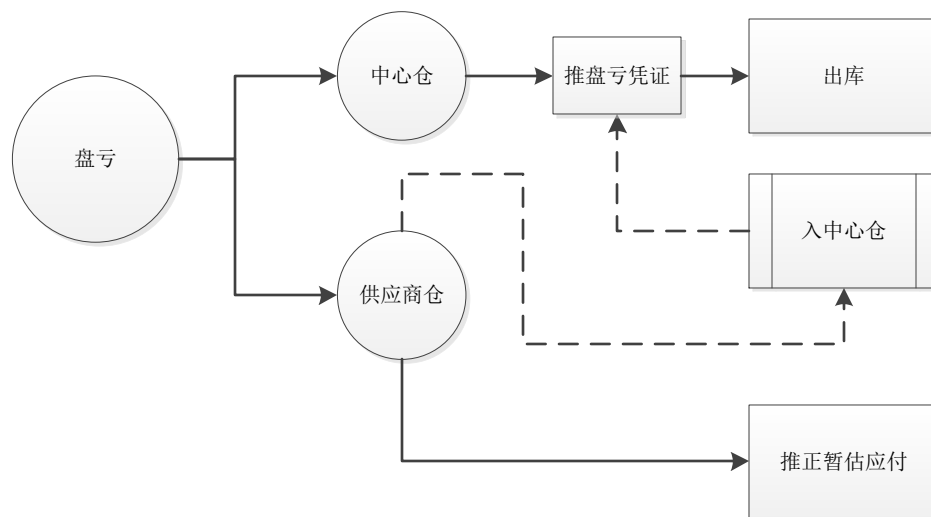 盘亏
中心仓
推盘亏凭证
出库
入中心仓
供应商仓
推正暂估应付